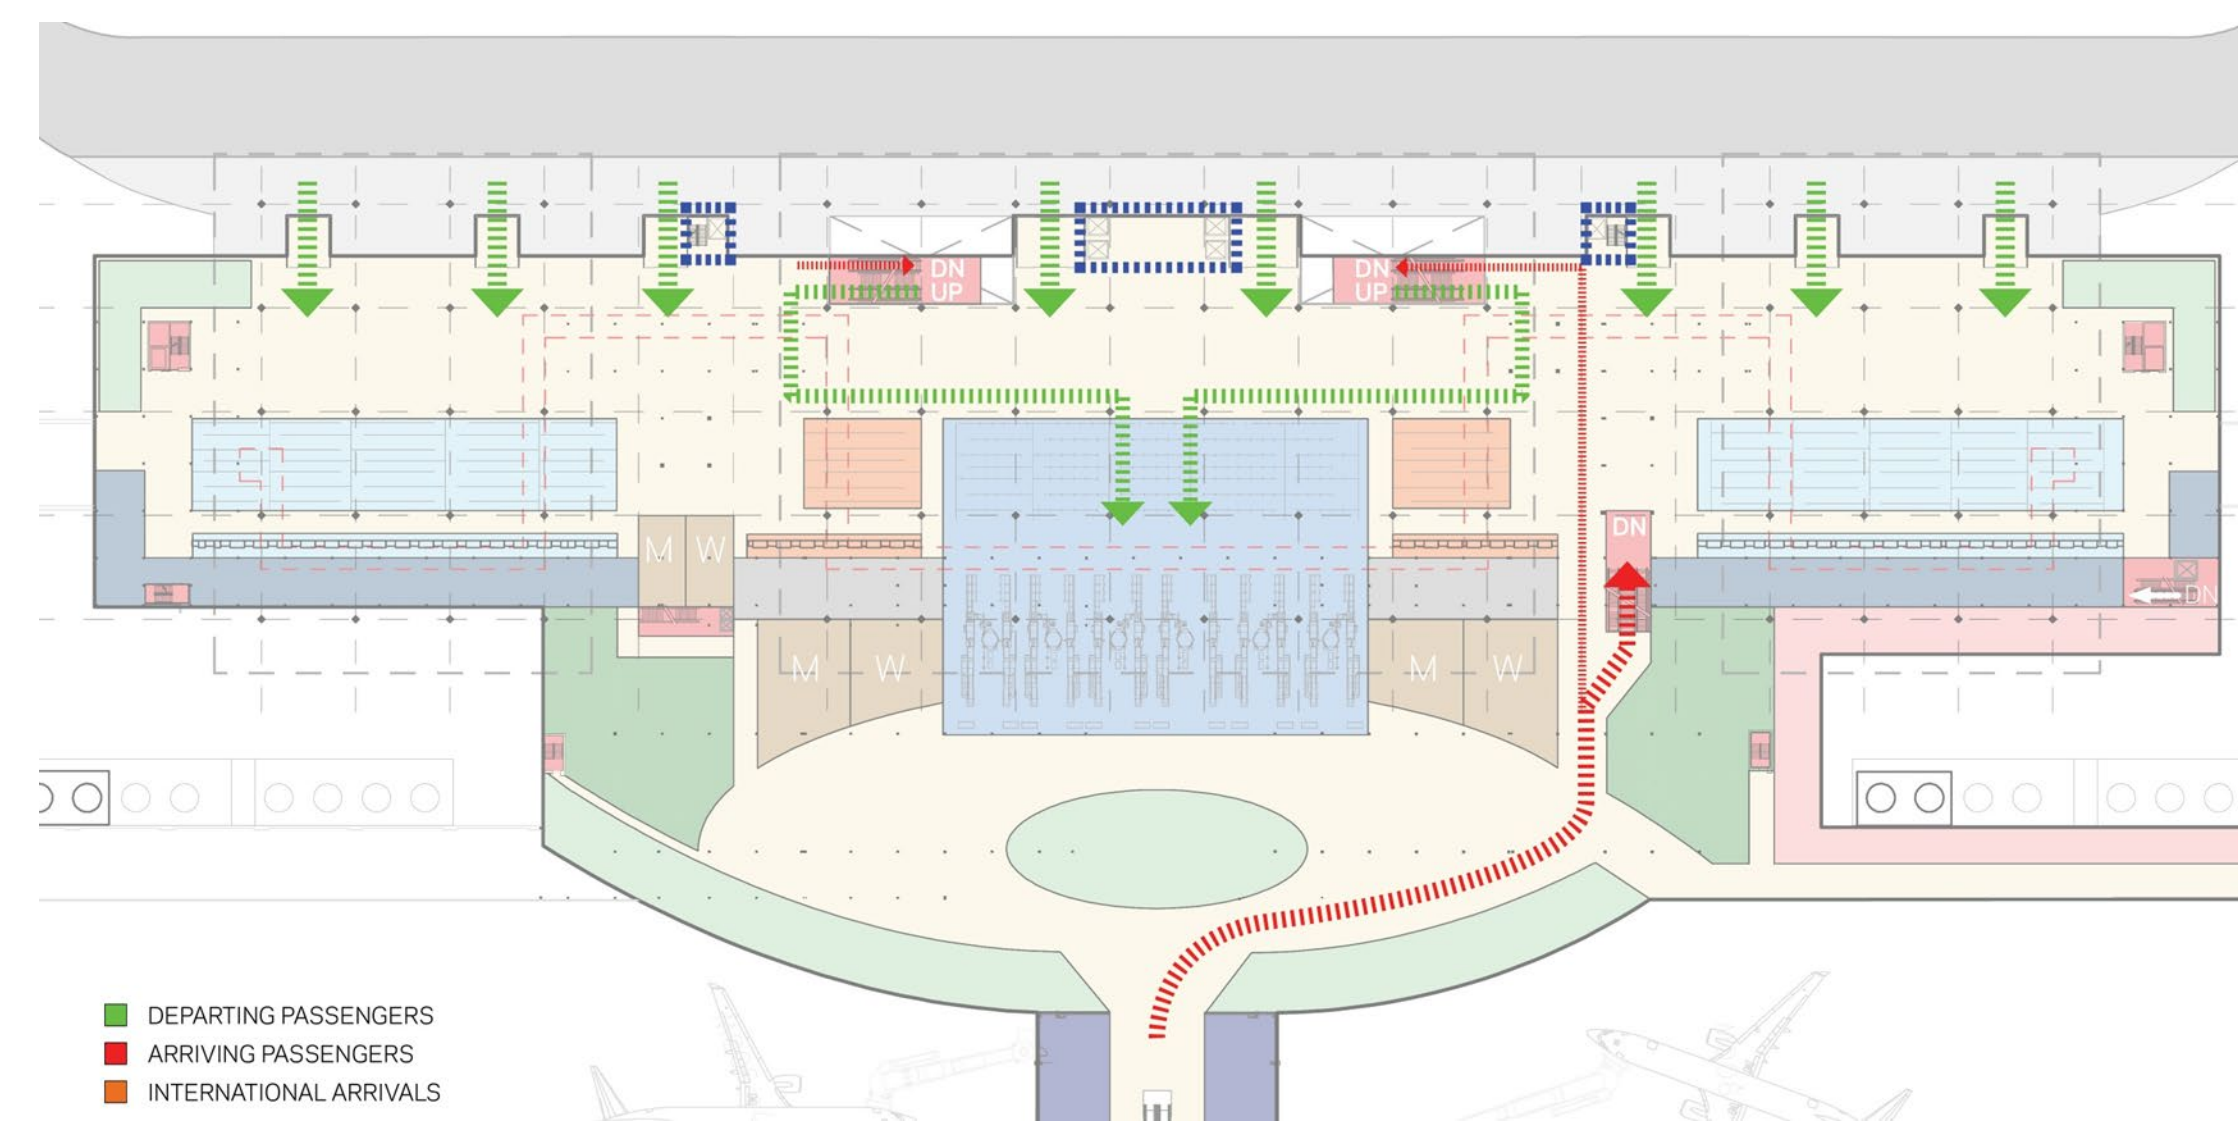 DN
UP
DN
UP
DN
M W
DN
M W
M W
DEPARTING PASSENGERS
ARRIVING PASSENGERS
INTERNATIONAL ARRIVALS